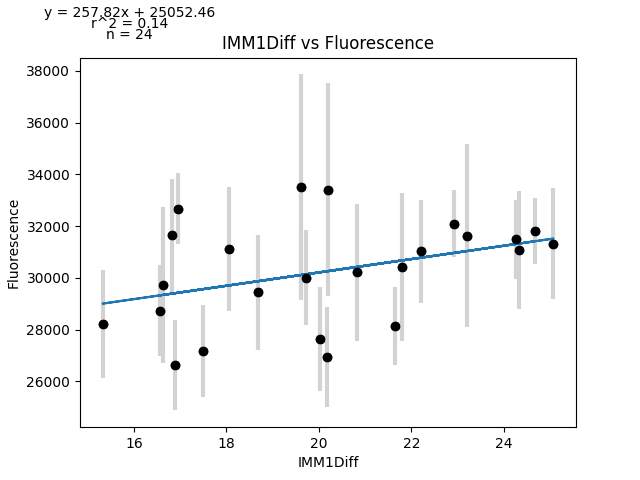 y = 257.82x + 25052.46
r^2 = 0.14
n = 24
IMM1Diff vs Fluorescence
38000
36000
34000
32000
30000
28000
26000
Fluorescence
16 18 20 22 24
IMM1Diff